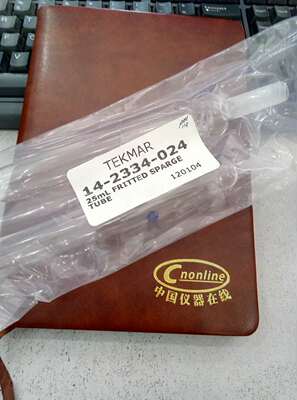 TEKMAR
14-2334-024
25mL FRITTED SPARGE
TUBE
120104
Cnonline
中国仪器在线